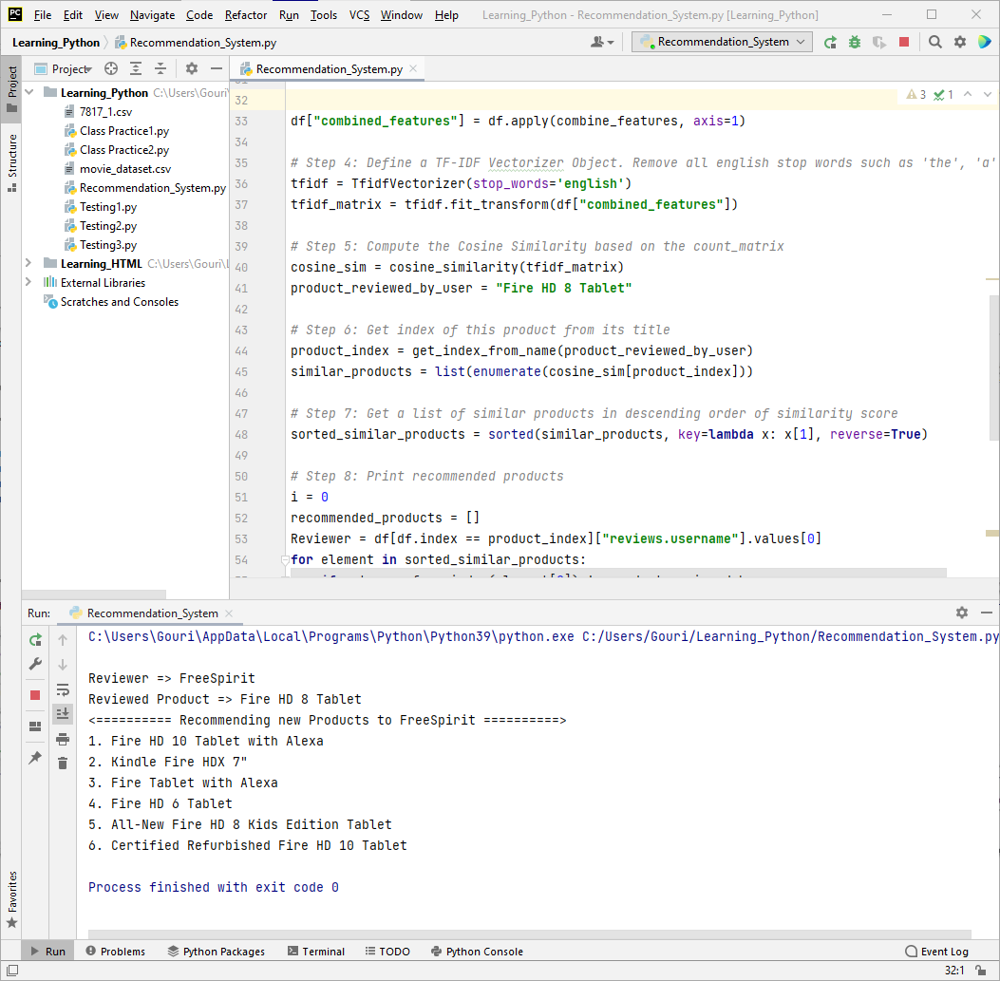 File Edit View Navigate Code Refactor Run Tools VCS Window Help Learning_Python - Recommendation_System.py [Learning_Python]
Learning_Python Recommendation_System.py Recommendation_System
Project Recommendation_System.py
Project
Structure
Learning_Python C:\Users\Gouri\
7817_1.csv
Class Practice1.py
Class Practice2.py
movie_dataset.csv
Recommendation_System.py
Testing1.py
Testing2.py
Testing3.py
Learning_HTML C:\Users\Gouri\L
External Libraries
Scratches and Consoles
3 1
32
33 df["combined_features"] = df.apply(combine_features, axis=1)
34
35 # Step 4: Define a TF-IDF Vectorizer Object. Remove all english stop words such as 'the', 'a'
36 tfidf = TfidfVectorizer(stop_words='english')
37 tfidf_matrix = tfidf.fit_transform(df["combined_features"])
38
39 # Step 5: Compute the Cosine Similarity based on the count_matrix
40 cosine_sim = cosine_similarity(tfidf_matrix)
41 product_reviewed_by_user = "Fire HD 8 Tablet"
42
43 # Step 6: Get index of this product from its title
44 product_index = get_index_from_name(product_reviewed_by_user)
45 similar_products = list(enumerate(cosine_sim[product_index]))
46
47 # Step 7: Get a list of similar products in descending order of similarity score
48 sorted_similar_products = sorted(similar_products, key=lambda x: x[1], reverse=True)
49
50 # Step 8: Print recommended products
51 i = 0
52 recommended_products = []
53 Reviewer = df[df.index == product_index]["reviews.username"].values[0]
54 for element in sorted_similar_products:
Run: Recommendation_System
C:\Users\Gouri\AppData\Local\Programs\Python\Python39\python.exe C:/Users/Gouri/Learning_Python/Recommendation_System.py
Reviewer => FreeSpirit
Reviewed Product => Fire HD 8 Tablet
<========== Recommending new Products to FreeSpirit ==========>
1. Fire HD 10 Tablet with Alexa
2. Kindle Fire HDX 7"
3. Fire Tablet with Alexa
4. Fire HD 6 Tablet
5. All-New Fire HD 8 Kids Edition Tablet
6. Certified Refurbished Fire HD 10 Tablet
Process finished with exit code 0
Favorites
Run Problems Python Packages Terminal TODO Python Console Event Log
32:1